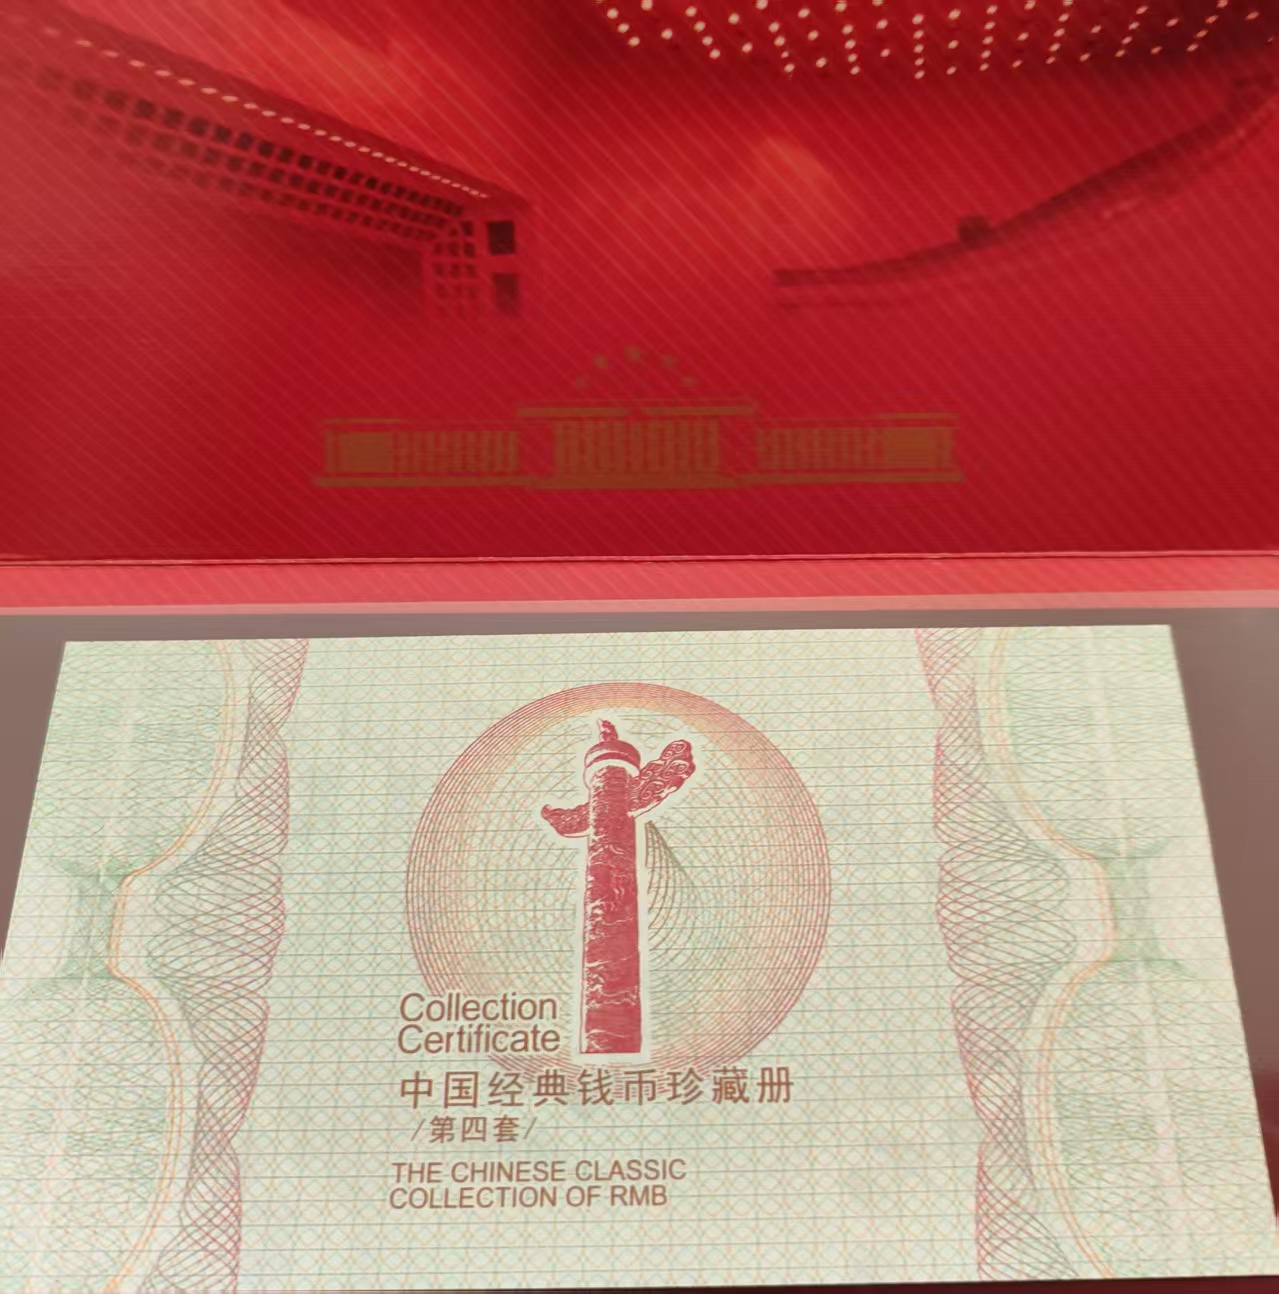 Collection
Certificate
中国经典钱币珍藏册
/第四套/
THE CHINESE CLASSIC
COLLECTION OF RMB